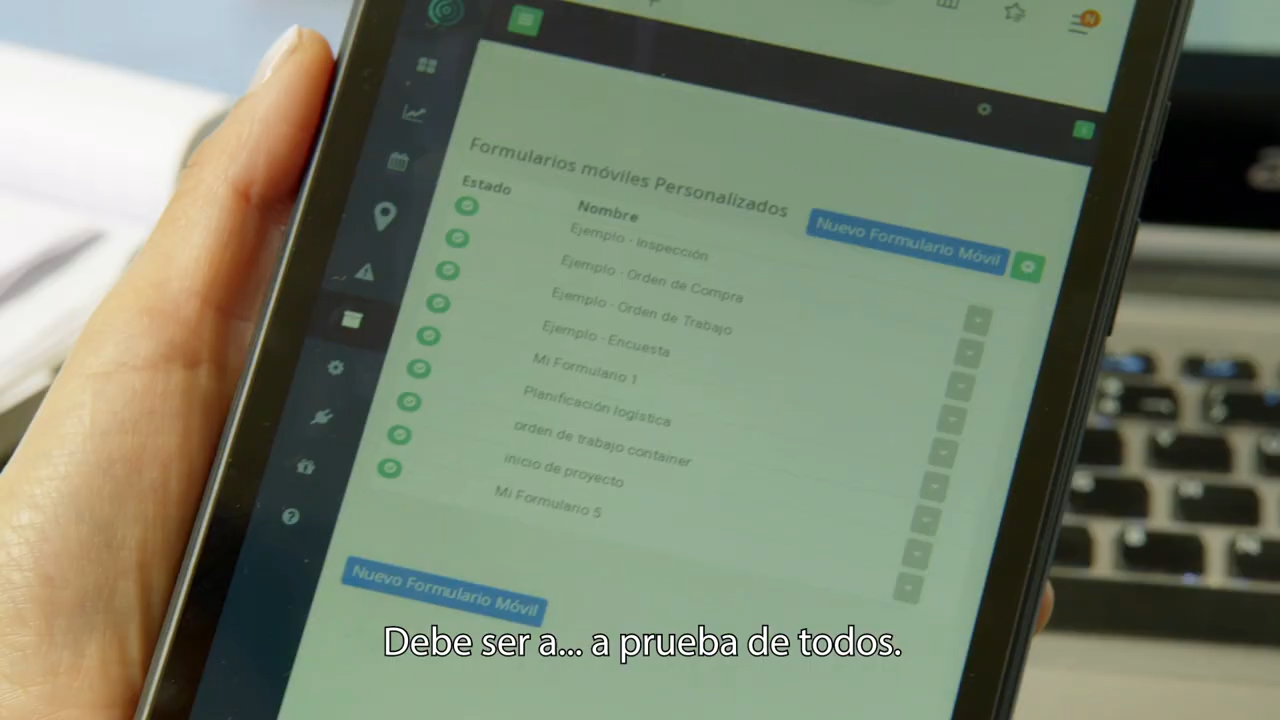 N
Formularios móviles Personalizados
Estado
Nombre
Nuevo Formulario Móvil
Ejemplo - Inspección
Ejemplo - Orden de Compra
Ejemplo - Orden de Trabajo
Ejemplo - Encuesta
Mi Formulario 1
Planificación logística
orden de trabajo container
inicio de proyecto
Mi Formulario 5
Nuevo Formulario Móvil
Debe ser a... a prueba de todos.